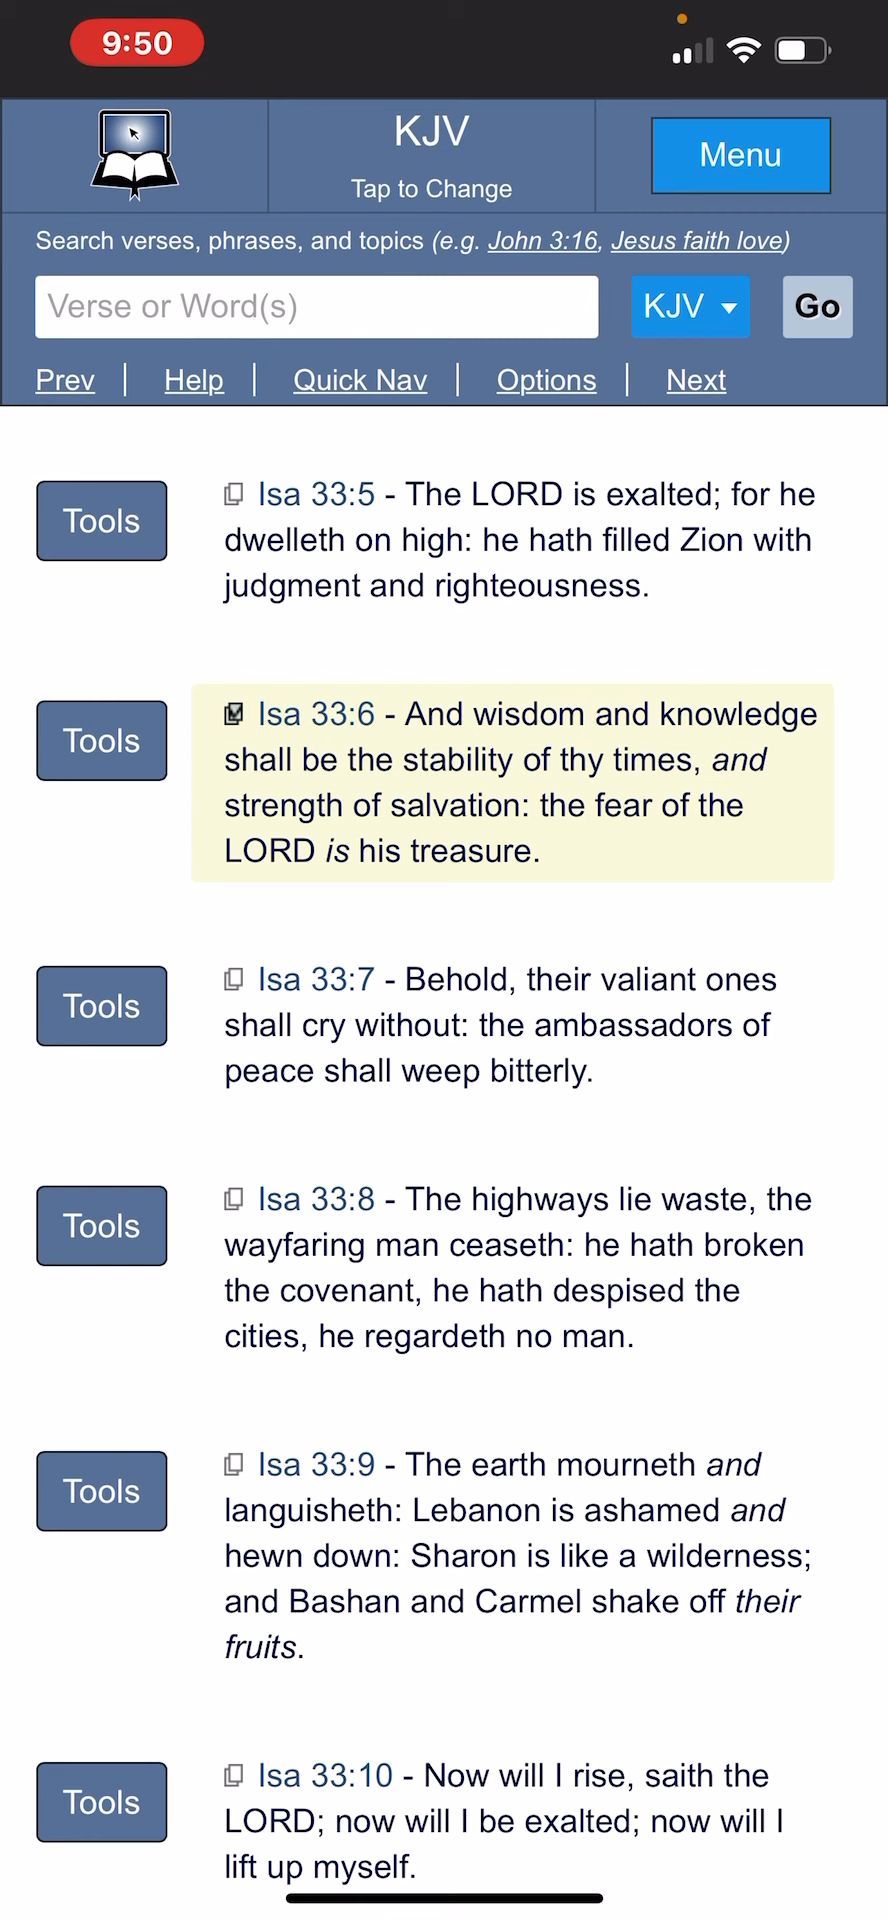 9:50
KJV
Tap to Change
Menu
Search verses, phrases, and topics (e.g. John 3:16, Jesus faith love)
Verse or Word(s)
KJV
Go
Prev | Help | Quick Nav | Options | Next
Tools
Isa 33:5 - The LORD is exalted; for he
dwelleth on high: he hath filled Zion with
judgment and righteousness.
Tools
Isa 33:6 - And wisdom and knowledge
shall be the stability of thy times, and
strength of salvation: the fear of the
LORD is his treasure.
Tools
Isa 33:7 - Behold, their valiant ones
shall cry without: the ambassadors of
peace shall weep bitterly.
Tools
Isa 33:8 - The highways lie waste, the
wayfaring man ceaseth: he hath broken
the covenant, he hath despised the
cities, he regardeth no man.
Tools
Isa 33:9 - The earth mourneth and
languisheth: Lebanon is ashamed and
hewn down: Sharon is like a wilderness;
and Bashan and Carmel shake off their
fruits.
Tools
Isa 33:10 - Now will I rise, saith the
LORD; now will I be exalted; now will I
lift up myself.